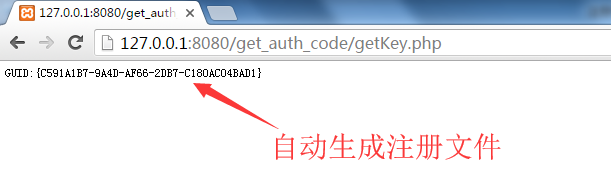 127.0.0.1:8080/get_auth
127.0.0.1:8080/get_auth_code/getKey.php
GUID:{C591A1B7-9A4D-AF66-2DB7-C180AC04BAD1}
自动生成注册文件